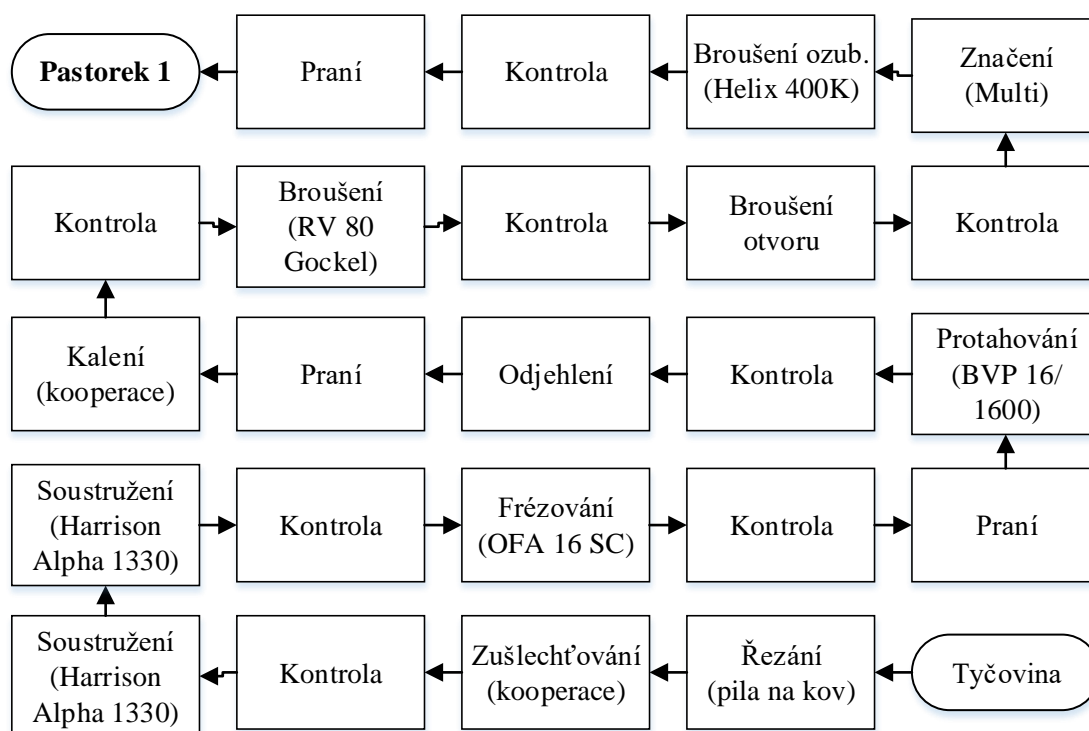 Pastorek 1
Praní
Kontrola
Broušení ozub.
(Helix 400K)
Značení
(Multi)
Kontrola
Broušení
(RV 80
Gockel)
Kontrola
Broušení
otvoru
Kontrola
Kalení
(kooperace)
Praní
Odjehlení
Kontrola
Protahování
(BVP 16/
1600)
Soustružení
(Harrison
Alpha 1330)
Kontrola
Frézování
(OFA 16 SC)
Kontrola
Praní
Soustružení
(Harrison
Alpha 1330)
Kontrola
Zušlechťování
(kooperace)
Řezání
(pila na kov)
Tyčovina